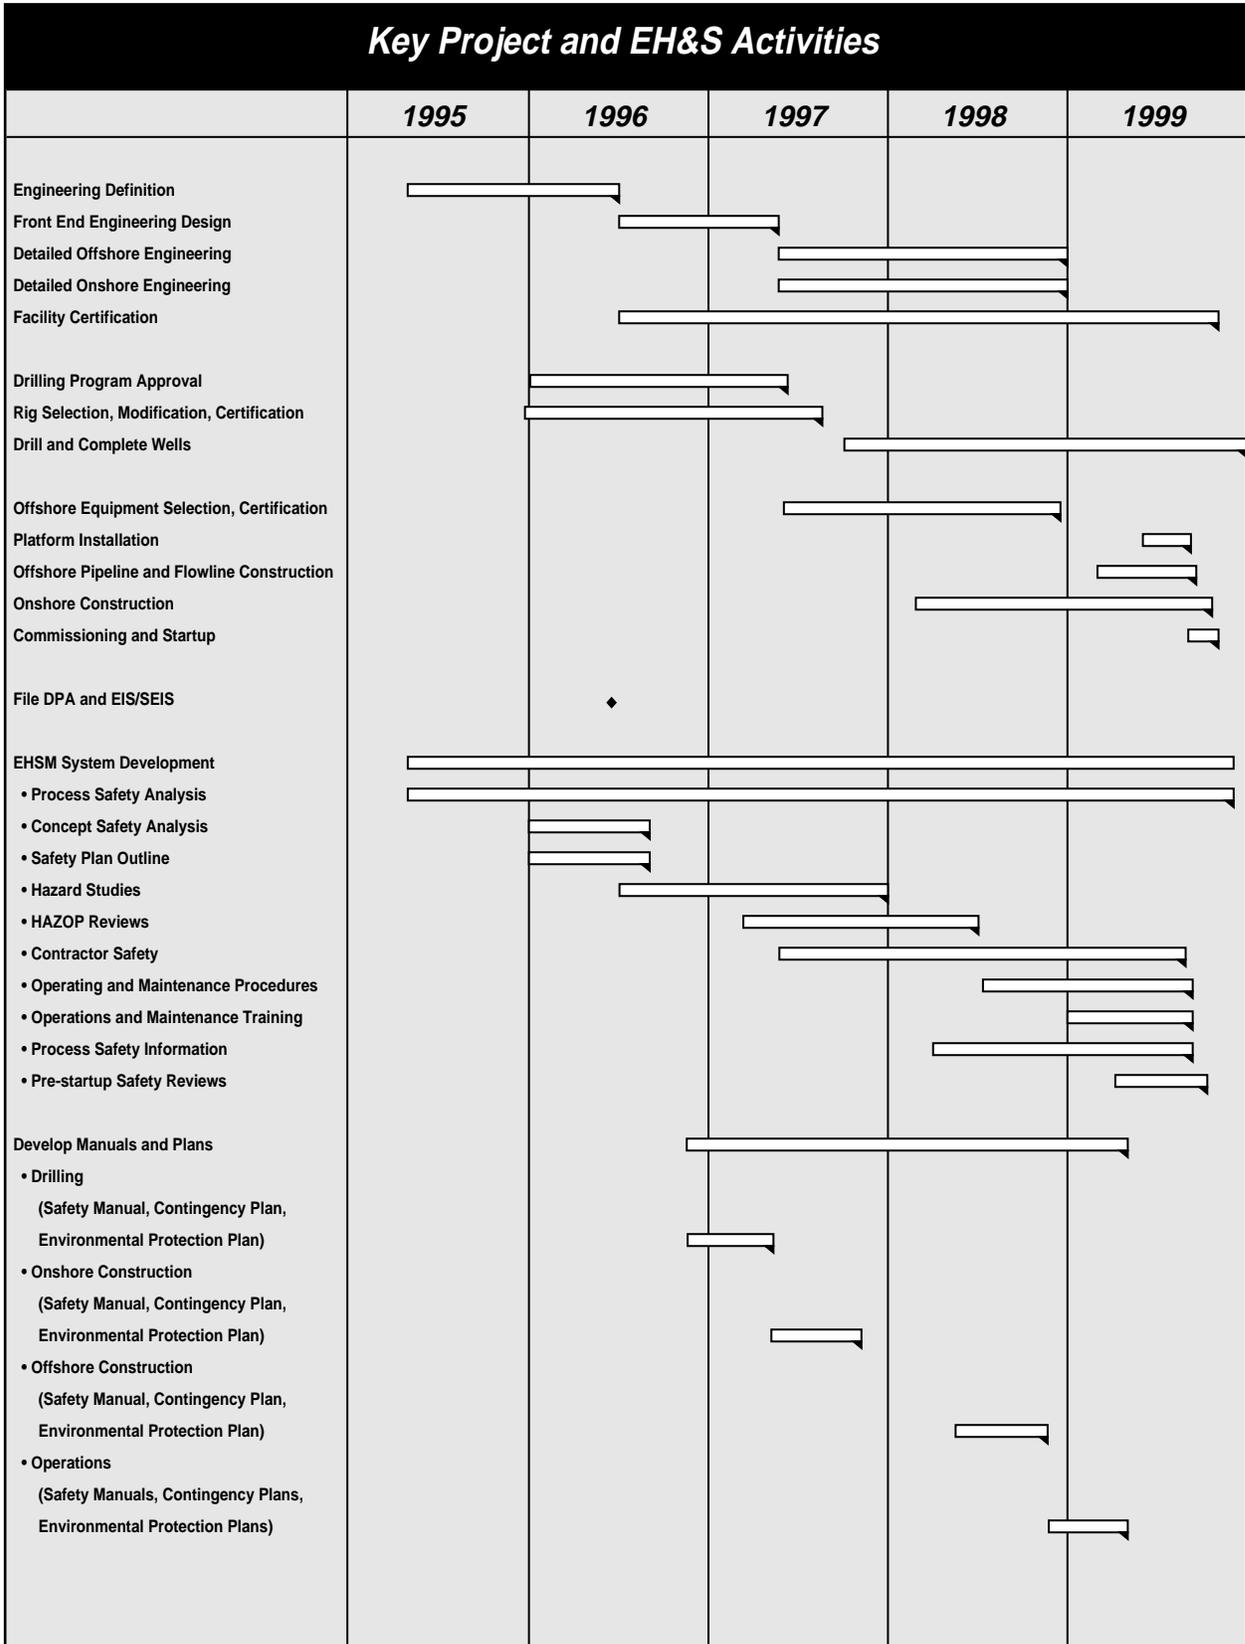 Key Project and EH&S Activities
1995 1996 1997 1998 1999
Engineering Definition
Front End Engineering Design
Detailed Offshore Engineering
Detailed Onshore Engineering
Facility Certification
Drilling Program Approval
Rig Selection, Modification, Certification
Drill and Complete Wells
Offshore Equipment Selection, Certification
Platform Installation
Offshore Pipeline and Flowline Construction
Onshore Construction
Commissioning and Startup
File DPA and EIS/SEIS
EHSM System Development
• Process Safety Analysis
• Concept Safety Analysis
• Safety Plan Outline
• Hazard Studies
• HAZOP Reviews
• Contractor Safety
• Operating and Maintenance Procedures
• Operations and Maintenance Training
• Process Safety Information
• Pre-startup Safety Reviews
Develop Manuals and Plans
• Drilling
(Safety Manual, Contingency Plan,
Environmental Protection Plan)
• Onshore Construction
(Safety Manual, Contingency Plan,
Environmental Protection Plan)
• Offshore Construction
(Safety Manual, Contingency Plan,
Environmental Protection Plan)
• Operations
(Safety Manuals, Contingency Plans,
Environmental Protection Plans)